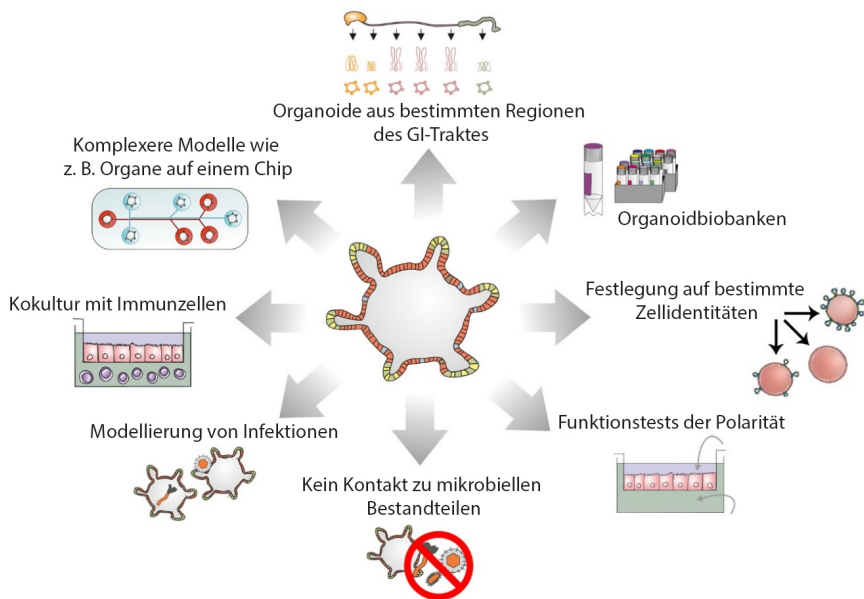 Organoide aus bestimmten Regionen
des GI-Traktes
Komplexere Modelle wie
z. B. Organe auf einem Chip
Organoidbiobanken
Kokultur mit Immunzellen
Festlegung auf bestimmte
Zellidentitäten
Modellierung von Infektionen
Funktionstests der Polarität
Kein Kontakt zu mikrobiellen
Bestandteilen